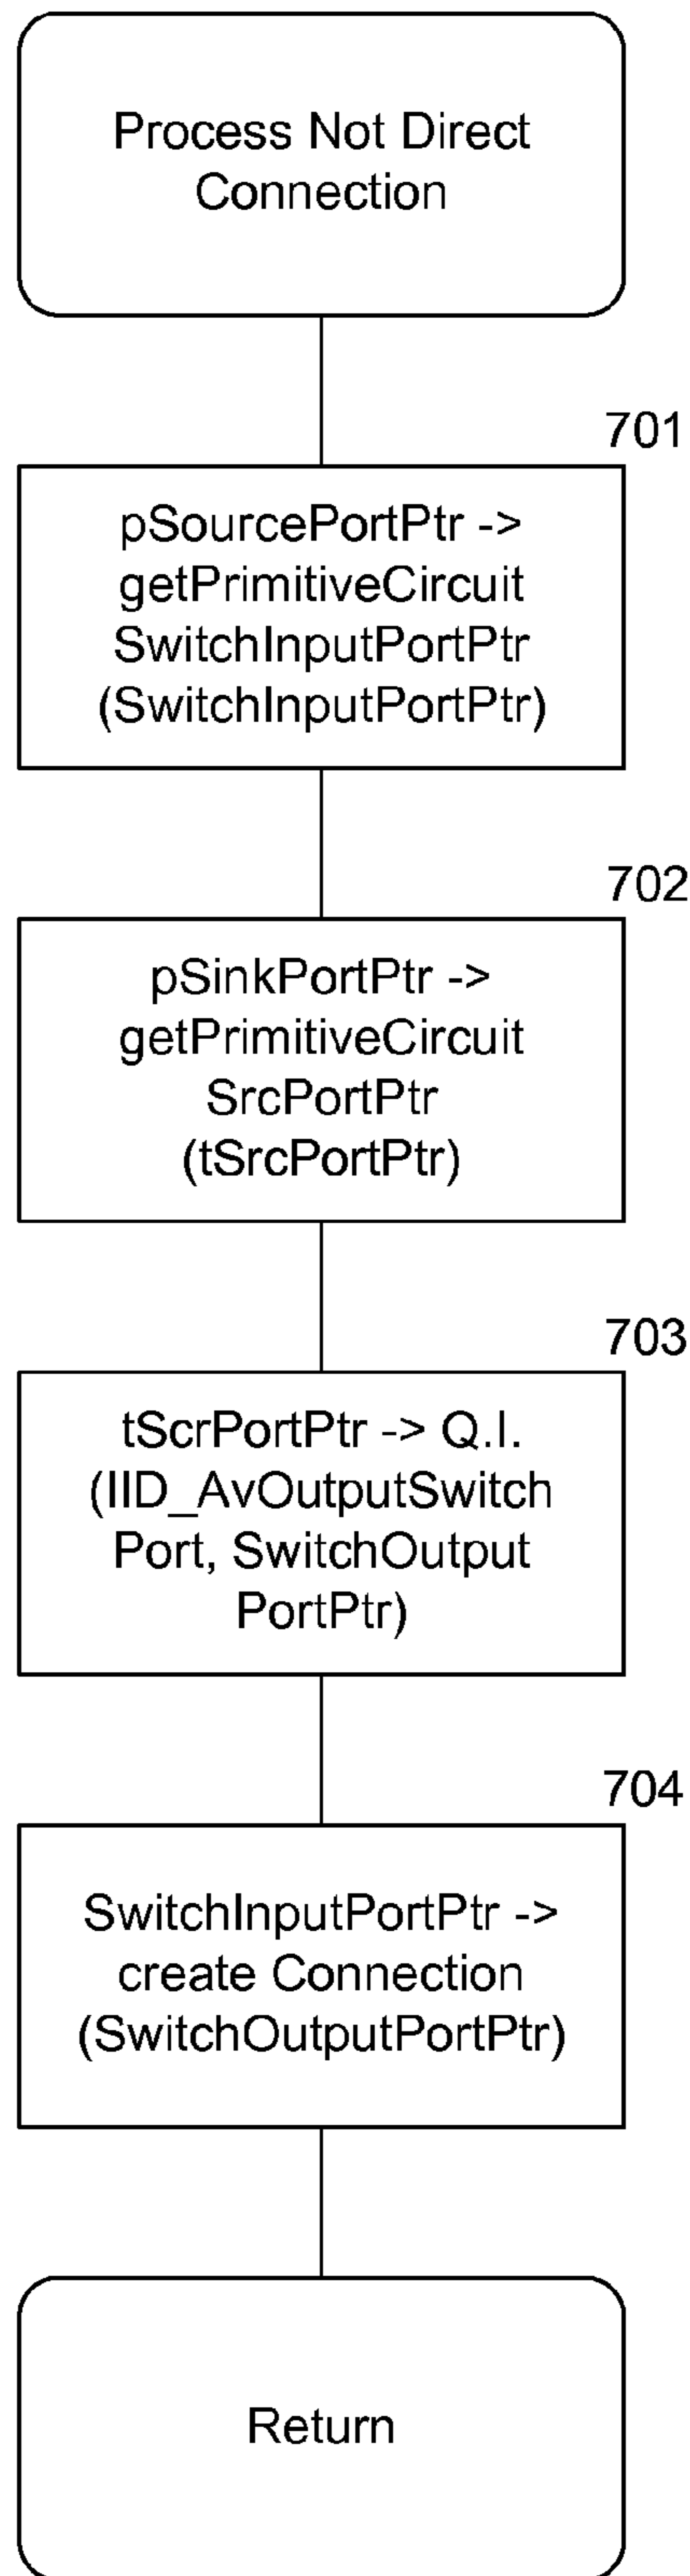 Process Not Direct
Connection
701
pSourcePortPtr ->
getPrimitiveCircuit
SwitchInputPortPtr
(SwitchInputPortPtr)
702
pSinkPortPtr ->
getPrimitiveCircuit
SrcPortPtr
(tSrcPortPtr)
703
tScrPortPtr -> Q.I.
(IID_AvOutputSwitch
Port, SwitchOutput
PortPtr)
704
SwitchInputPortPtr ->
create Connection
(SwitchOutputPortPtr)
Return